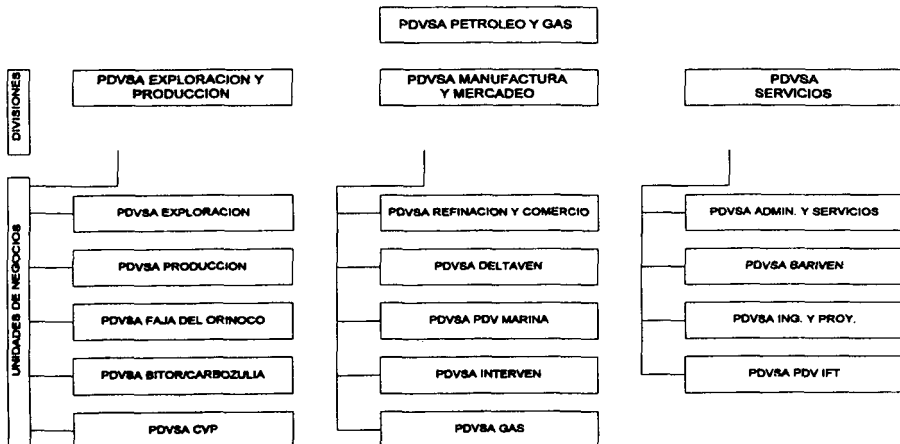 PDVSA PETROLEO Y GAS
DIVISIONES
PDVSA EXPLORACION Y
PRODUCCION
PDVSA MANUFACTURA
Y MERCADEO
PDVSA
SERVICIOS
UNIDADES DE NEGOCIOS
PDVSA EXPLORACION
PDVSA PRODUCCION
PDVSA FAJA DEL ORINOCO
PDVSA BITOR/CARBOZULIA
PDVSA CVP
PDVSA REFINACION Y COMERCIO
PDVSA DELTAVEN
PDVSA PDV MARINA
PDVSA INTERVEN
PDVSA GAS
PDVSA ADMIN. Y SERVICIOS
PDVSA BARIVEN
PDVSA ING. Y PROY.
PDVSA PDV IFT